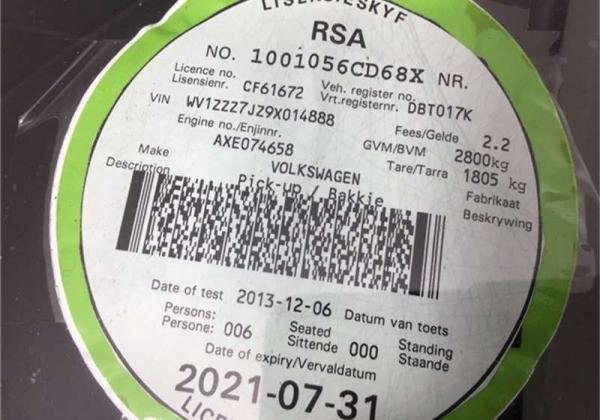 LISENSIESKYF
RSA
NO. 1001056CD68X NR.
Licence no. Veh. register no.
Lisensienr. CF61672 Vrt.registernr. DBT017K
VIN WV1ZZZ7JZ9X014888 Fees/Gelde 2.2
Engine no./Enjinnr. GVM/BVM 2800kg
AXE074658 Tare/Tarra 1805 kg
Make VOLKSWAGEN Fabrikaat
Description Pick-up / Bakkie Beskrywing
Date of test 2013-12-06 Datum van toets
Persons: Seated Standing
Persone: 006 Sittende 000 Staande
Date of expiry/Vervaldatum
2021-07-31